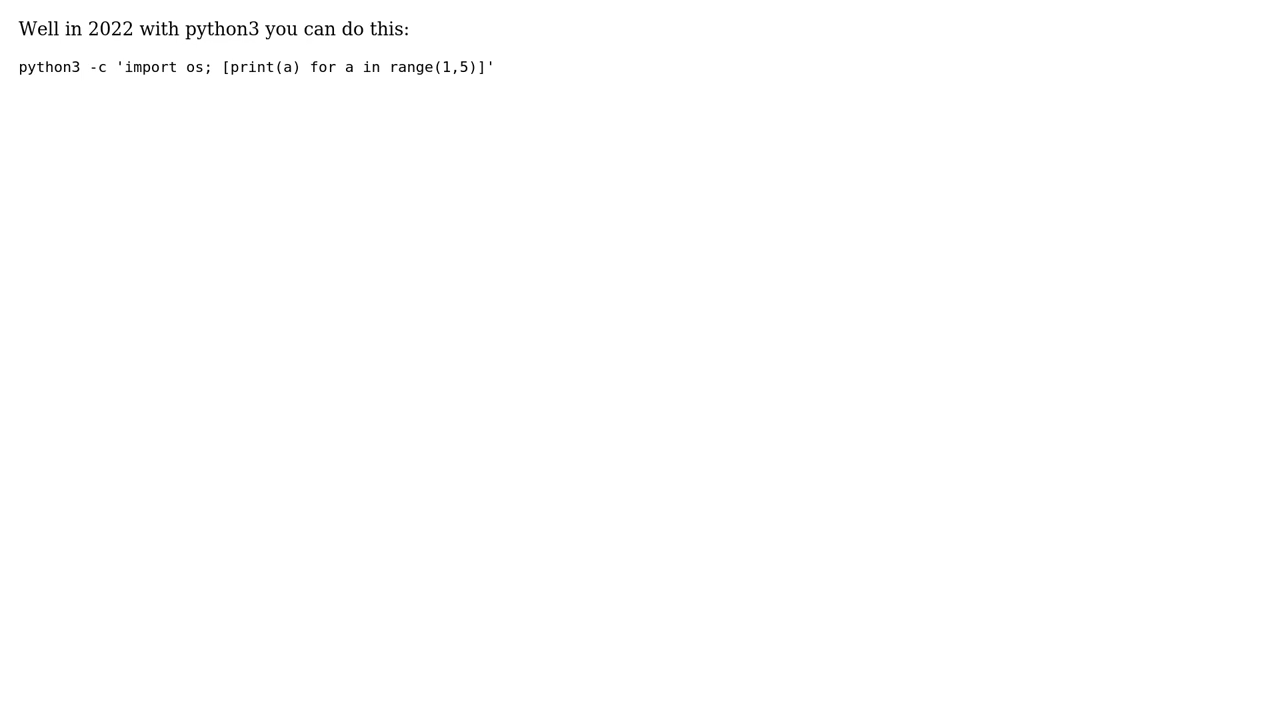 Well in 2022 with python3 you can do this:
python3 -c 'import os; [print(a) for a in range(1,5)]'